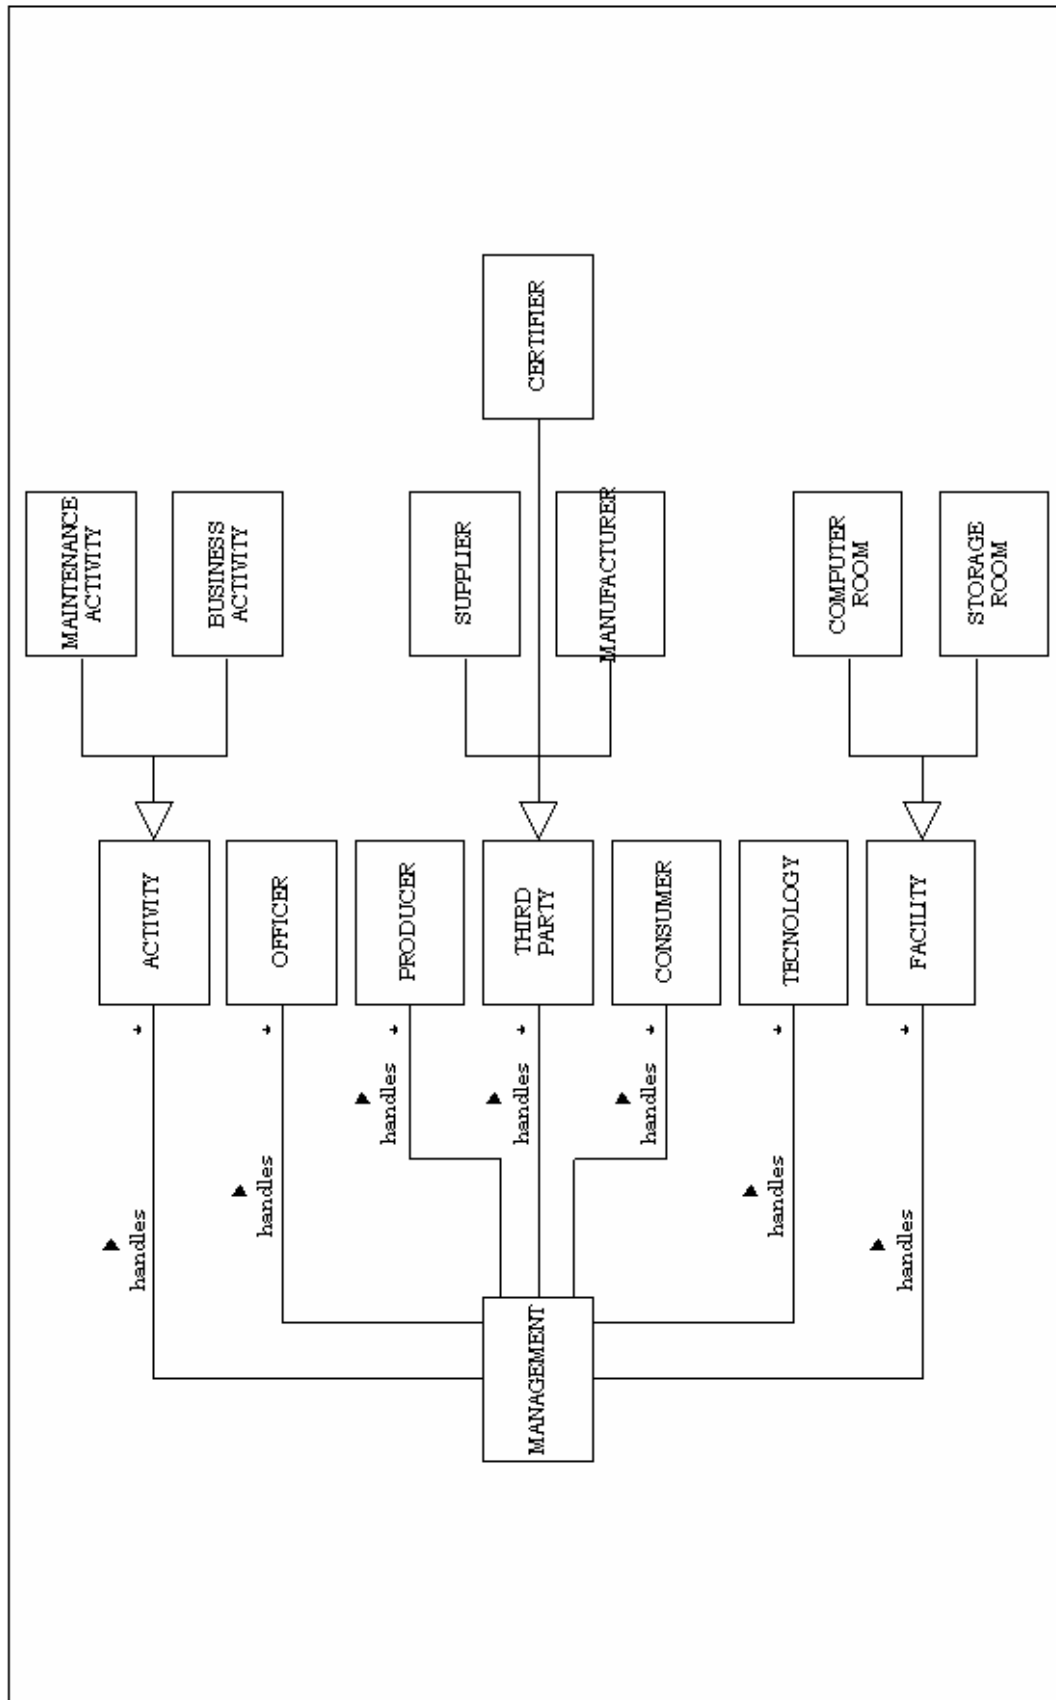 MAINTENANCE
ACTIVITY
BUSINESS
ACTIVITY
SUPPLIER
MANUFACTURER
CERTIFIER
COMPUTER
ROOM
STORAGE
ROOM
ACTIVITY
OFFICER
PRODUCER
THIRD
PARTY
CONSUMER
TECNOLOGY
FACILITY
*
*
*
*
*
*
*
handles
handles
handles
handles
handles
handles
handles
MANAGEMENT